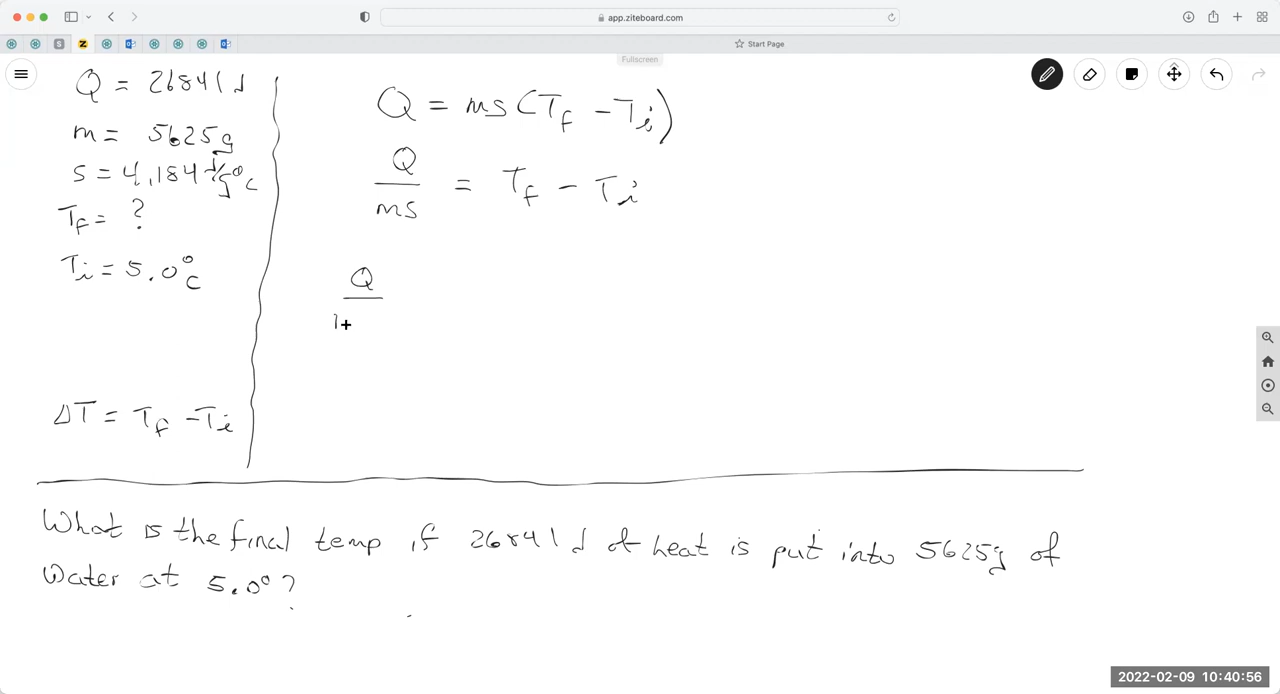 app.ziteboard.com
Start Page
Fullscreen
Q = 26841 J
m = 5625g
s = 4.184 J/g°c
Tf = ?
Ti = 5.0°c
ΔT = Tf - Ti
Q = ms(Tf - Ti)
Q/ms = Tf - Ti
Q
What is the final temp if 26841 J of heat is put into 5625g of
Water at 5.0°?
2022-02-09 10:40:56